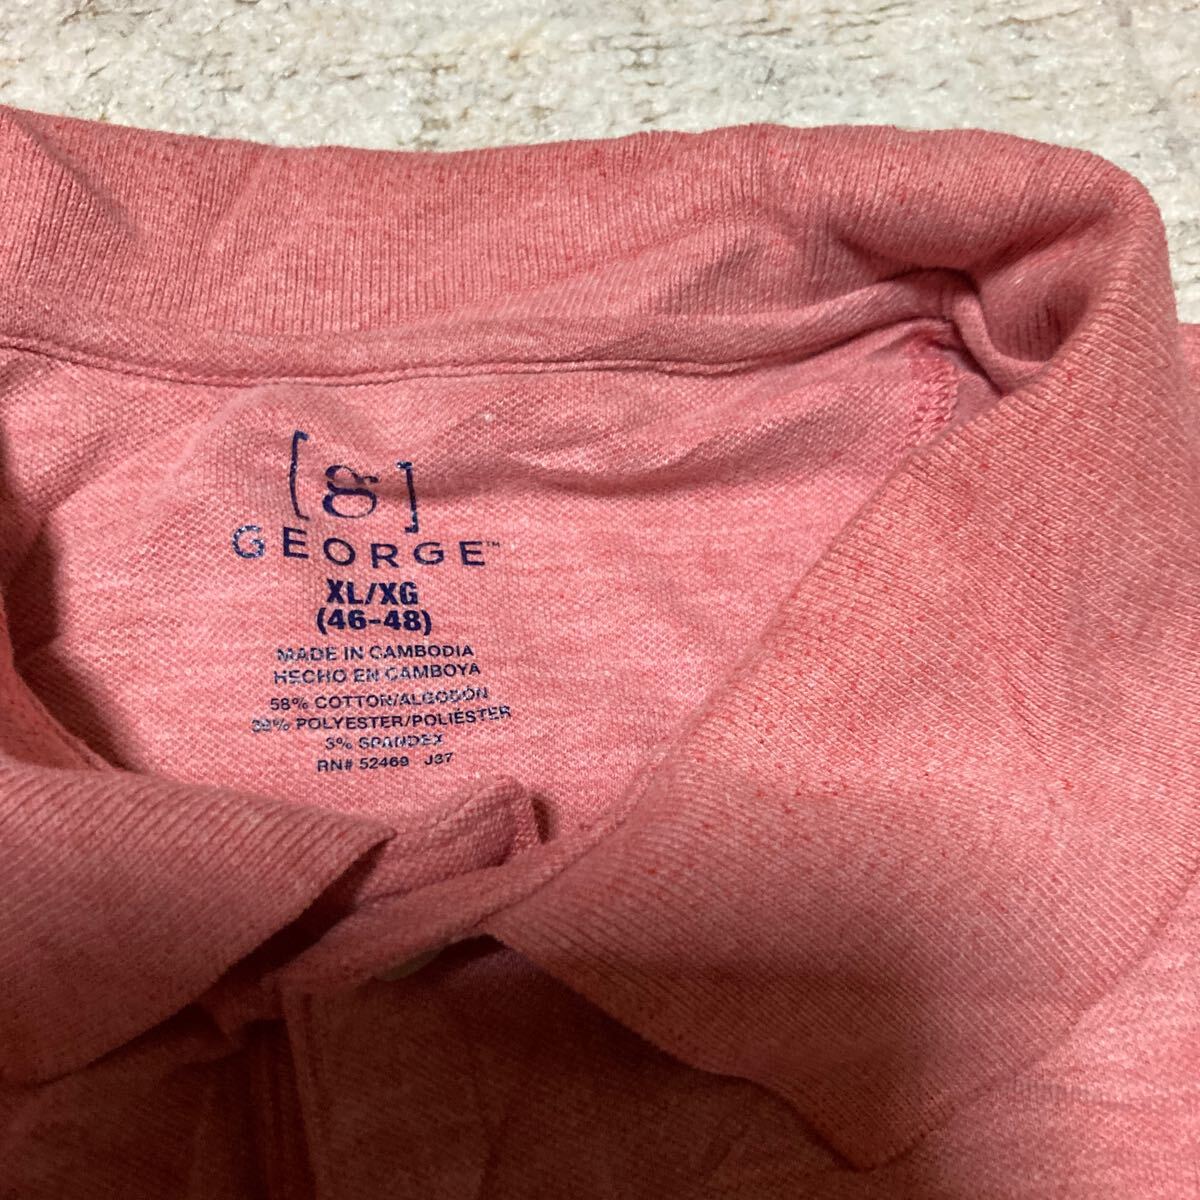 [g]
GEORGE™
XL/XG
(46-48)
MADE IN CAMBODIA
HECHO EN CAMBOYA
58% COTTON/ALGODÓN
39% POLYESTER/POLIÉSTER
3% SPANDEX
RN# 52469 J37